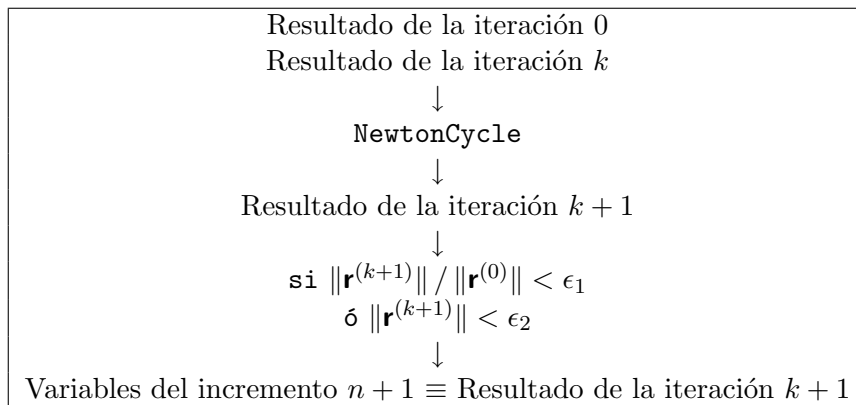 Resultado de la iteración 0
Resultado de la iteración k
↓
NewtonCycle
↓
Resultado de la iteración k + 1
↓
si ‖r^(k+1)‖ / ‖r^(0)‖ < ϵ₁
ó ‖r^(k+1)‖ < ϵ₂
↓
Variables del incremento n + 1 ≡ Resultado de la iteración k + 1